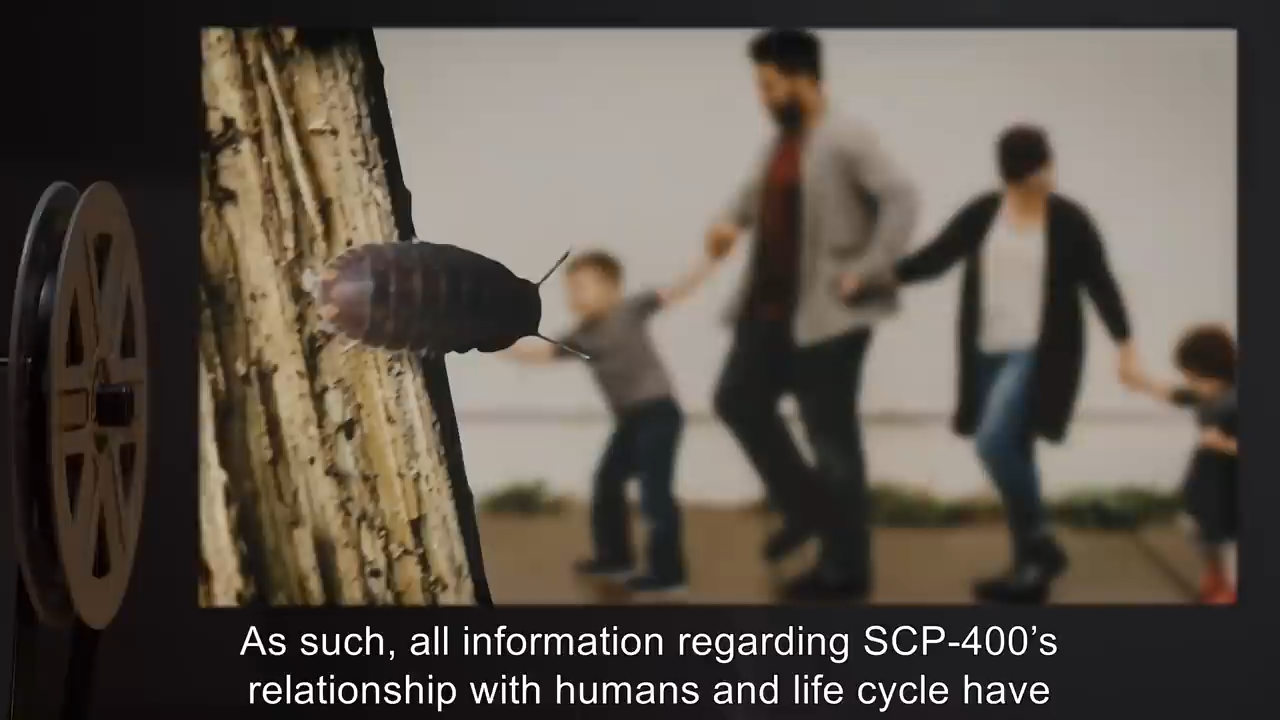 As such, all information regarding SCP-400’s
relationship with humans and life cycle have